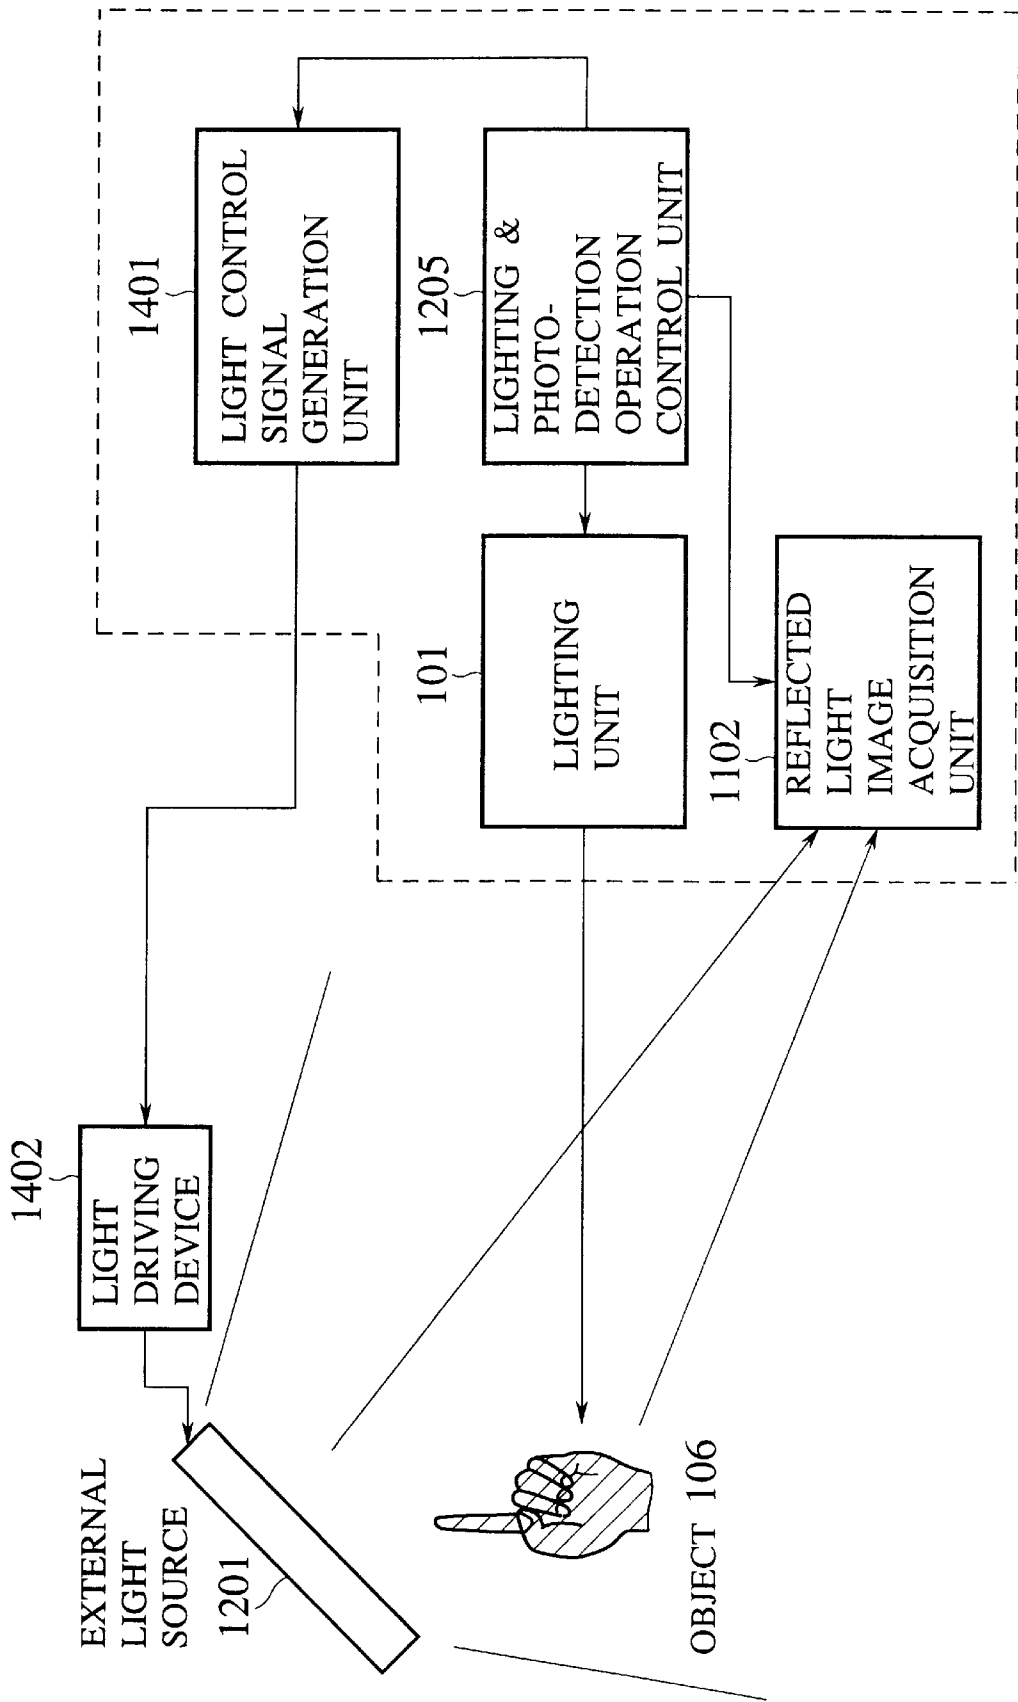 EXTERNAL
LIGHT
SOURCE
1201
1402
LIGHT
DRIVING
DEVICE
1401
LIGHT CONTROL
SIGNAL
GENERATION
UNIT
101
LIGHTING
UNIT
1205
LIGHTING &
PHOTO-
DETECTION
OPERATION
CONTROL UNIT
OBJECT 106
1102
REFLECTED
LIGHT
IMAGE
ACQUISITION
UNIT